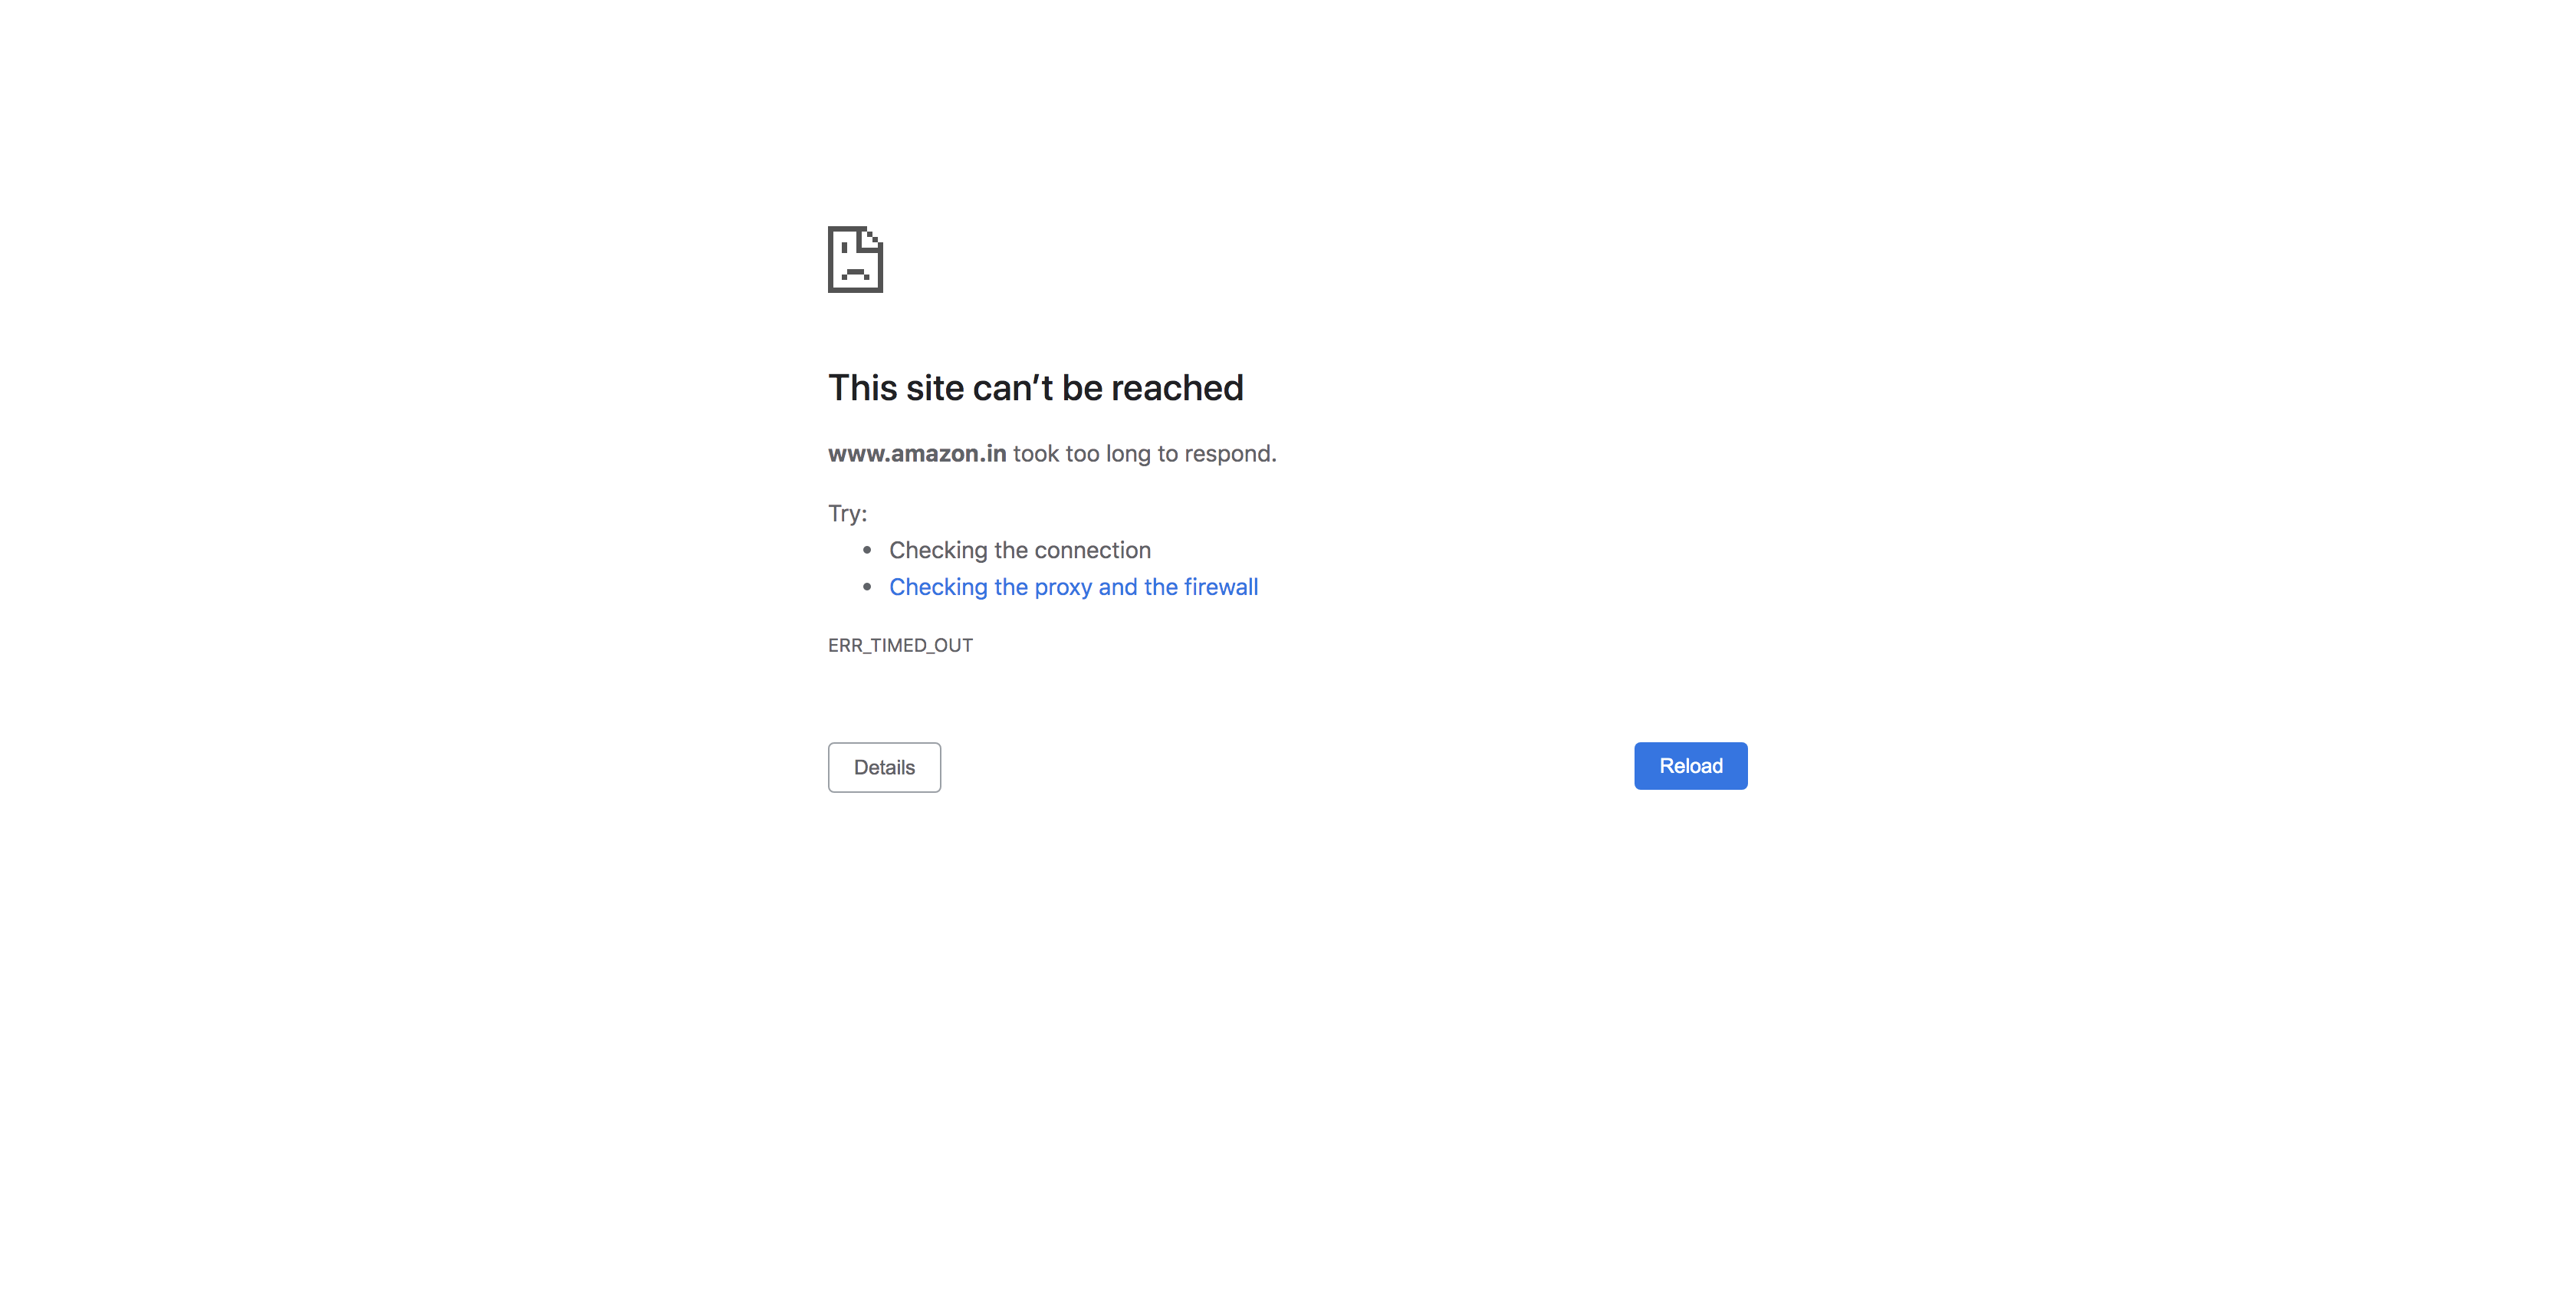 This site can’t be reached
www.amazon.in took too long to respond.
Try:
• Checking the connection
• Checking the proxy and the firewall
ERR_TIMED_OUT
Details
Reload